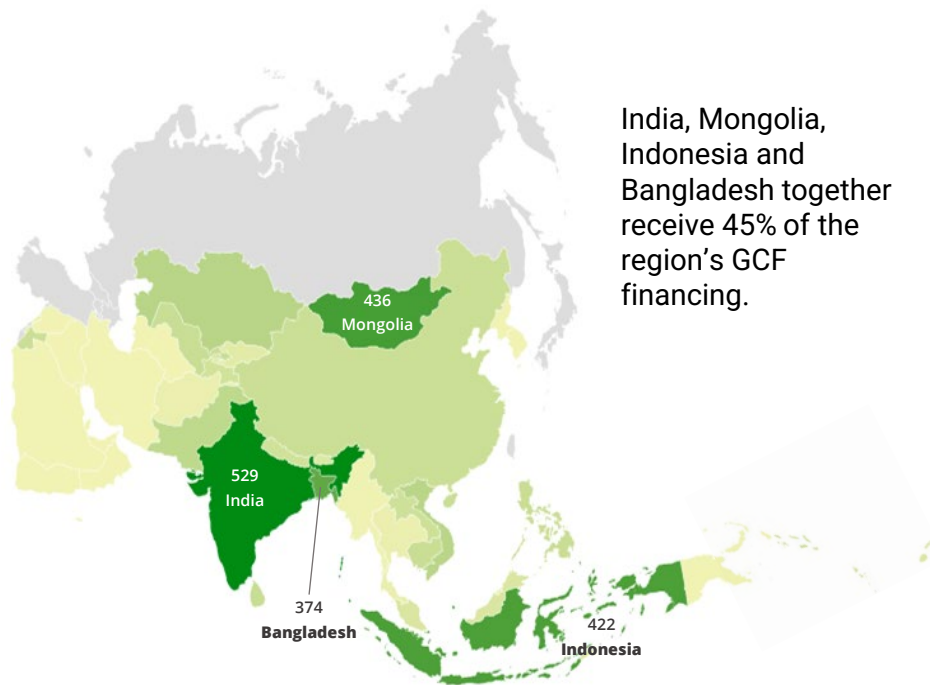 India, Mongolia,
Indonesia and
Bangladesh together
receive 45% of the
region's GCF
financing.
436
Mongolia
529
India
374
Bangladesh
422
Indonesia